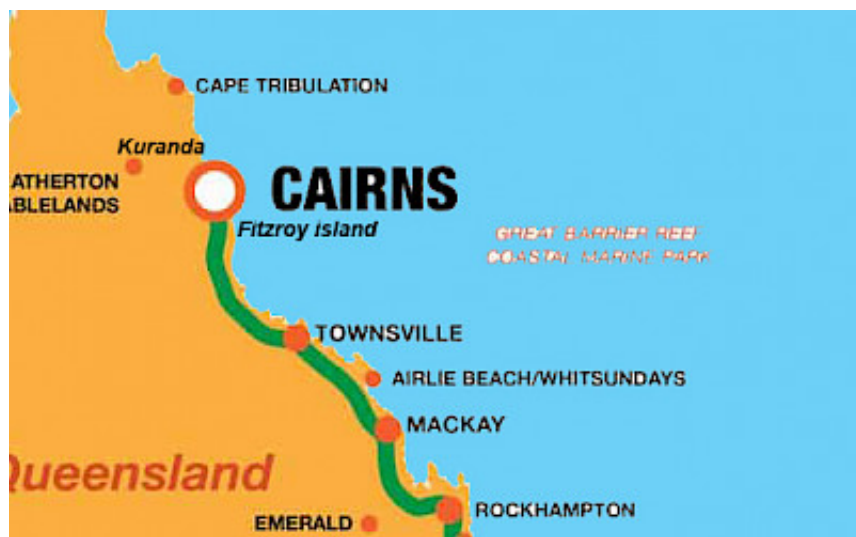 CAPE TRIBULATION
Kuranda
ATHERTON
ABLELANDS
CAIRNS
Fitzroy island
GREAT BARRIER REEF
COASTAL MARINE PARK
TOWNSVILLE
AIRLIE BEACH/WHITSUNDAYS
MACKAY
Queensland
ROCKHAMPTON
EMERALD